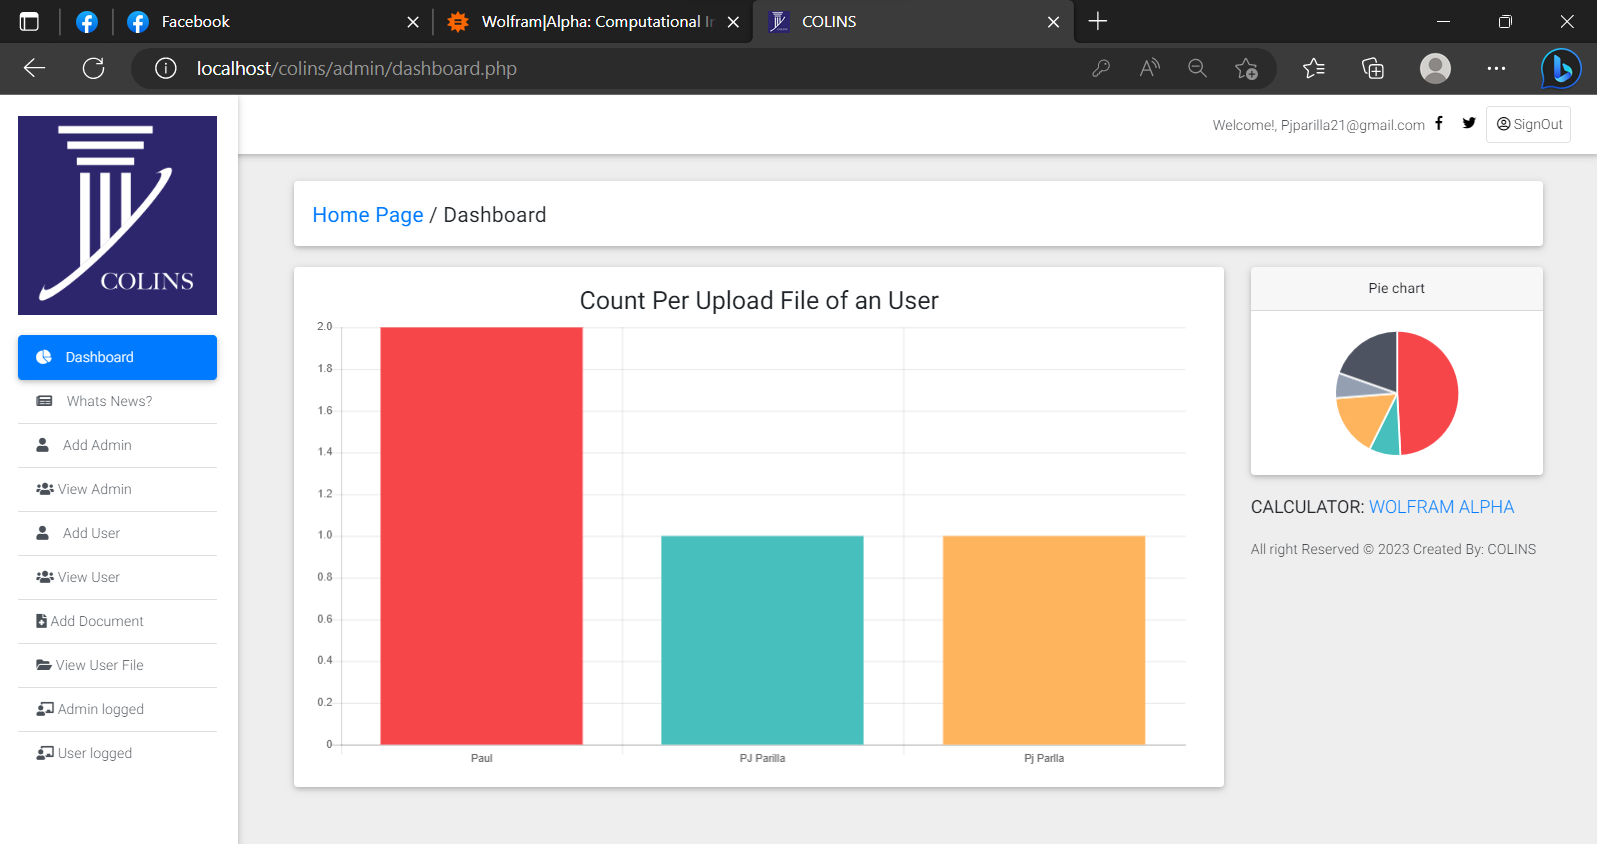 Facebook
Wolfram|Alpha: Computational In
COLINS
localhost/colins/admin/dashboard.php
COLINS
Welcome!, Pjparilla21@gmail.com
SignOut
Home Page / Dashboard
Dashboard
Whats News?
Add Admin
View Admin
Add User
View User
Add Document
View User File
Admin logged
User logged
Count Per Upload File of an User
2.0
1.8
1.6
1.4
1.2
1.0
0.8
0.6
0.4
0.2
0
Paul
PJ Parilla
Pj Parlla
Pie chart
CALCULATOR: WOLFRAM ALPHA
All right Reserved © 2023 Created By: COLINS